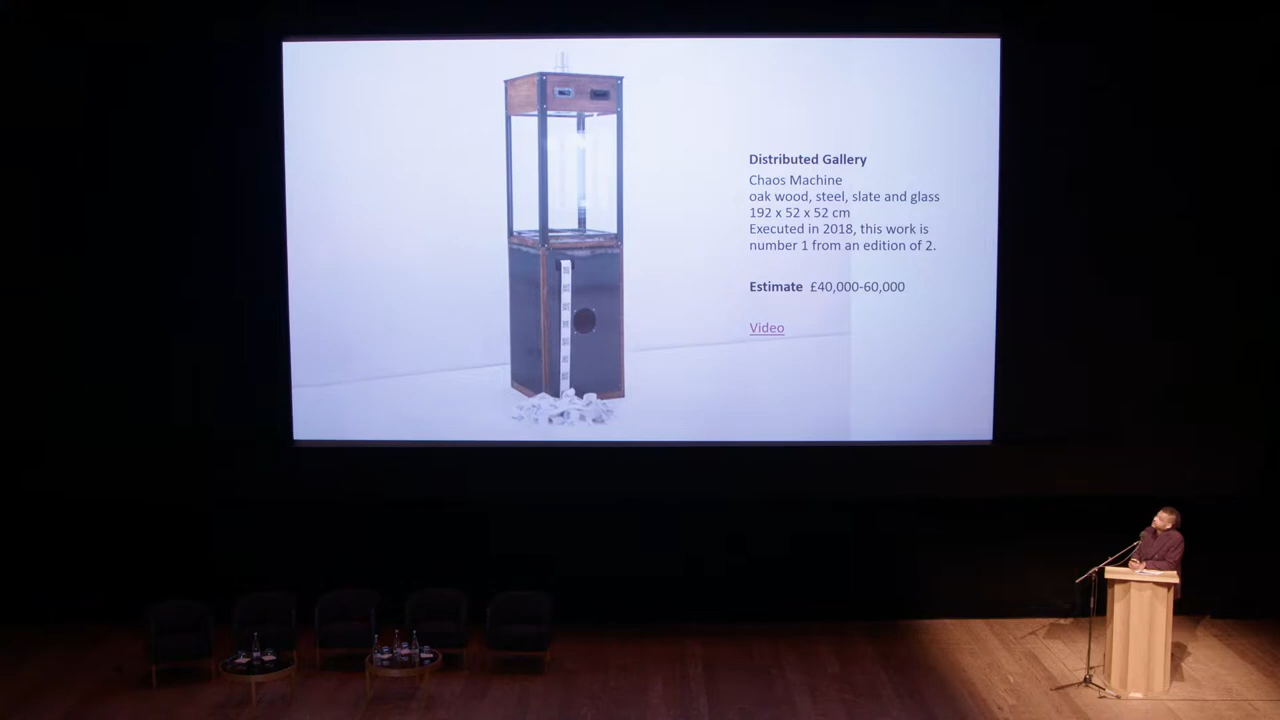 Distributed Gallery
Chaos Machine
oak wood, steel, slate and glass
192 x 52 x 52 cm
Executed in 2018, this work is
number 1 from an edition of 2.
Estimate £40,000-60,000
Video